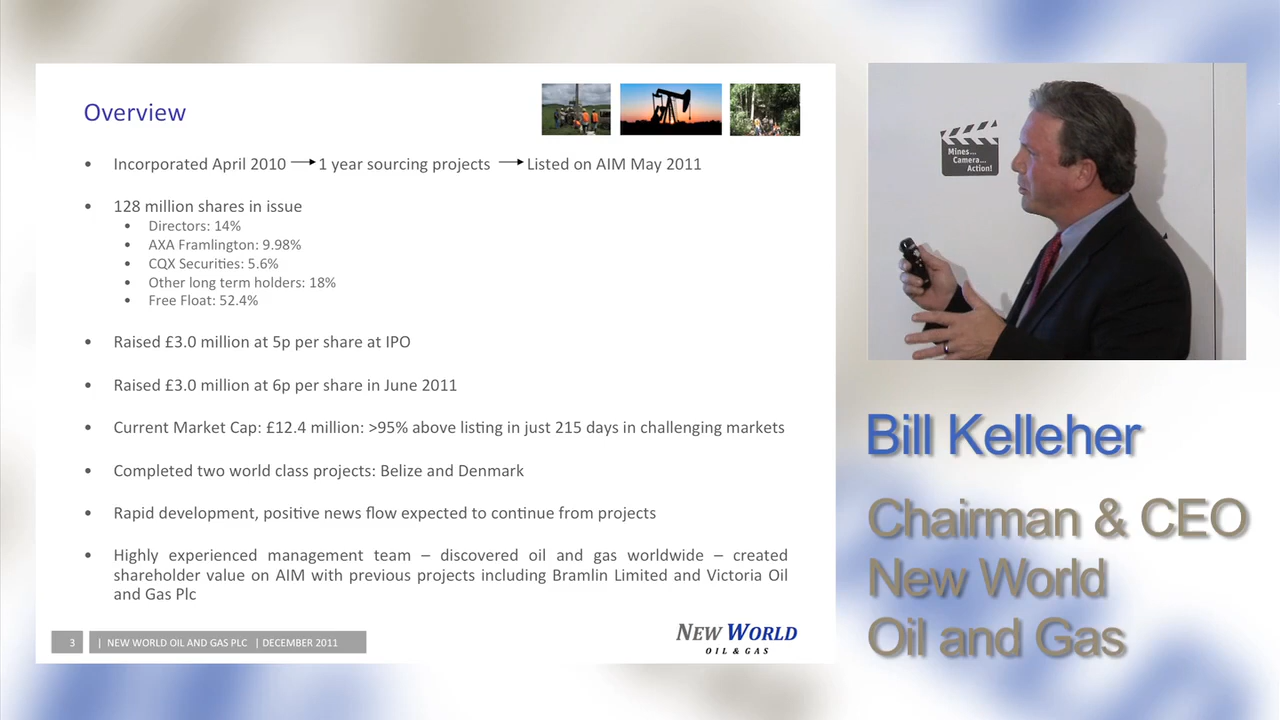 Overview
• Incorporated April 2010 → 1 year sourcing projects → Listed on AIM May 2011
• 128 million shares in issue
• Directors: 14%
• AXA Framlington: 9.98%
• CQX Securities: 5.6%
• Other long term holders: 18%
• Free Float: 52.4%
• Raised £3.0 million at 5p per share at IPO
• Raised £3.0 million at 6p per share in June 2011
• Current Market Cap: £12.4 million: >95% above listing in just 215 days in challenging markets
• Completed two world class projects: Belize and Denmark
• Rapid development, positive news flow expected to continue from projects
• Highly experienced management team – discovered oil and gas worldwide – created
shareholder value on AIM with previous projects including Bramlin Limited and Victoria Oil
and Gas Plc
3 | NEW WORLD OIL AND GAS PLC | DECEMBER 2011
NEW WORLD
OIL & GAS
Mines...
Camera...
Action!
Bill Kelleher
Chairman & CEO
New World
Oil and Gas